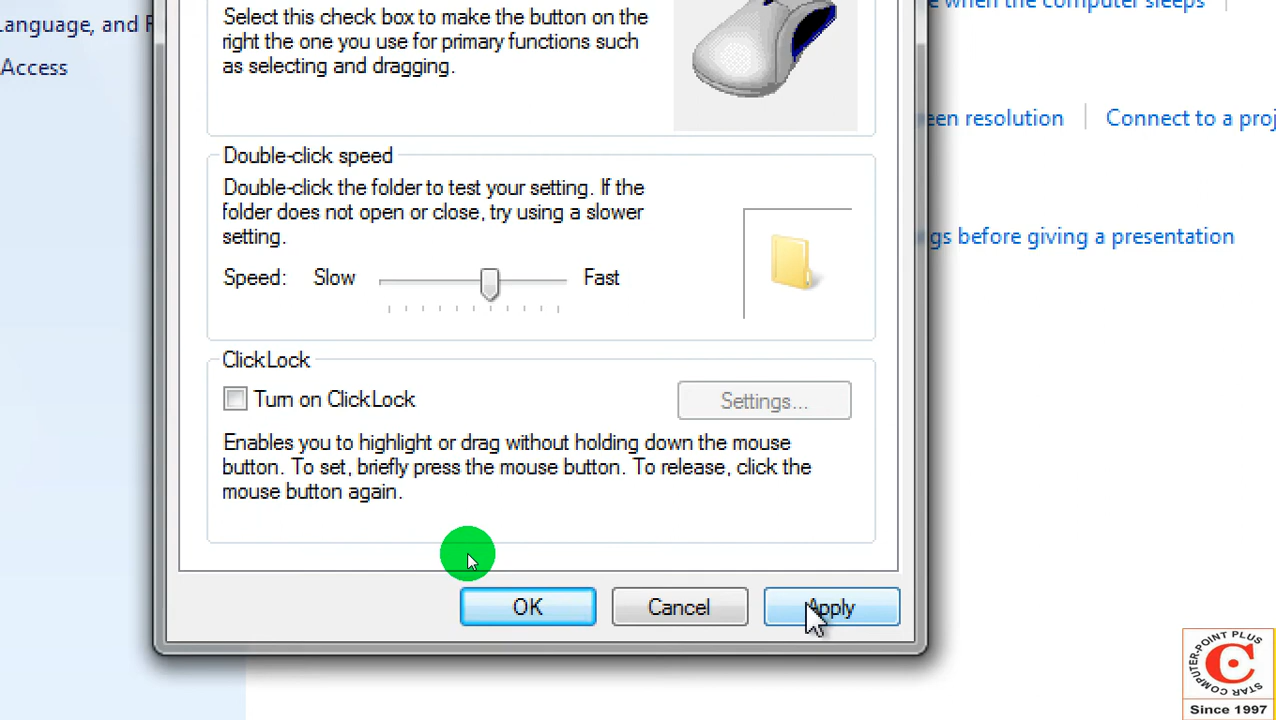 e when the computer sleeps
Select this check box to make the button on the
Language, and
right the one you use for primary functions such
Access
as selecting and dragging.
een resolution
Connect to a proj
Double-click speed
Double-click the folder to test your setting. If the
folder does not open or close, try using a slower
setting.
gs before giving a presentation
Speed: Slow Fast
ClickLock
Turn on ClickLock
Settings...
Enables you to highlight or drag without holding down the mouse
button. To set, briefly press the mouse button. To release, click the
mouse button again.
OK Cancel Apply
COMPUTER-POINT PLUS
C
STAR COMPUTER
Since 1997